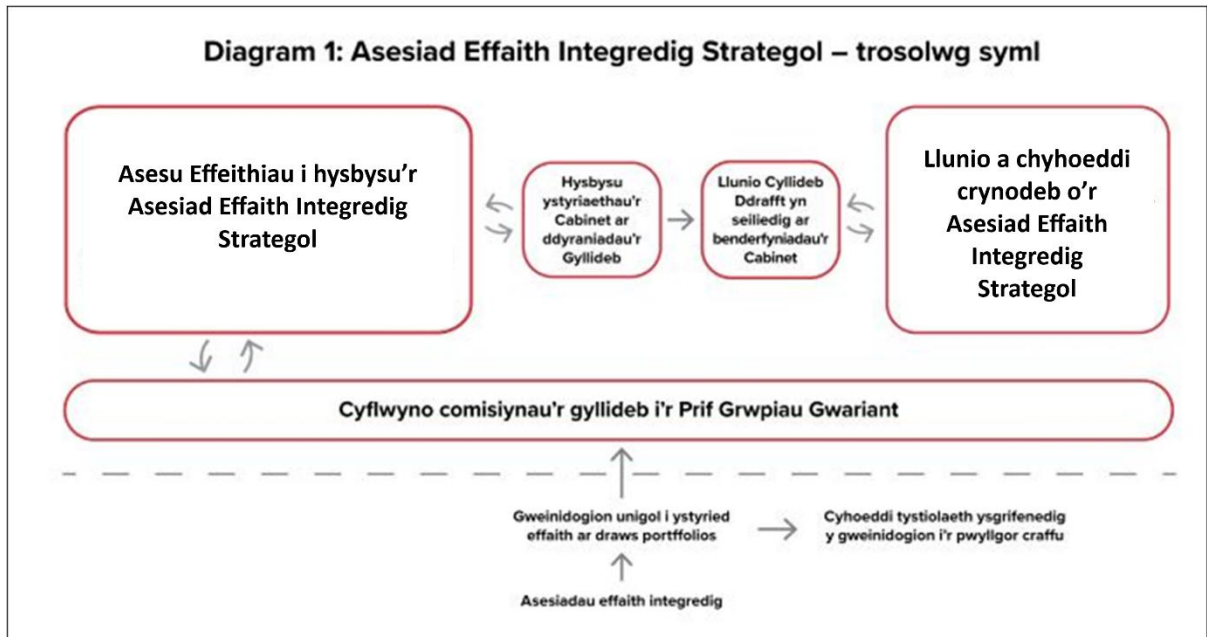 Diagram 1: Asesiad Effaith Integredig Strategol – trosolwg syml
Asesu Effeithiau i hysbysu’r
Asesiad Effaith Integredig
Strategol
Hysbysu
ystyriaethau'r
Cabinet ar
ddyraniadau'r
Gyllideb
Llunio Cyllideb
Ddrafft yn
seiliedig ar
benderfyniadau'r
Cabinet
Llunio a chyhoeddi
crynodeb o’r
Asesiad Effaith
Integredig
Strategol
Cyflwyno comisiynau'r gyllideb i'r Prif Grwpiau Gwariant
Gweinidogion unigol i ystyried
effaith ar draws portffolios
Cyhoeddi tystiolaeth ysgrifenedig
y gweinidogion i'r pwyllgor craffu
Asesiadau effaith integredig